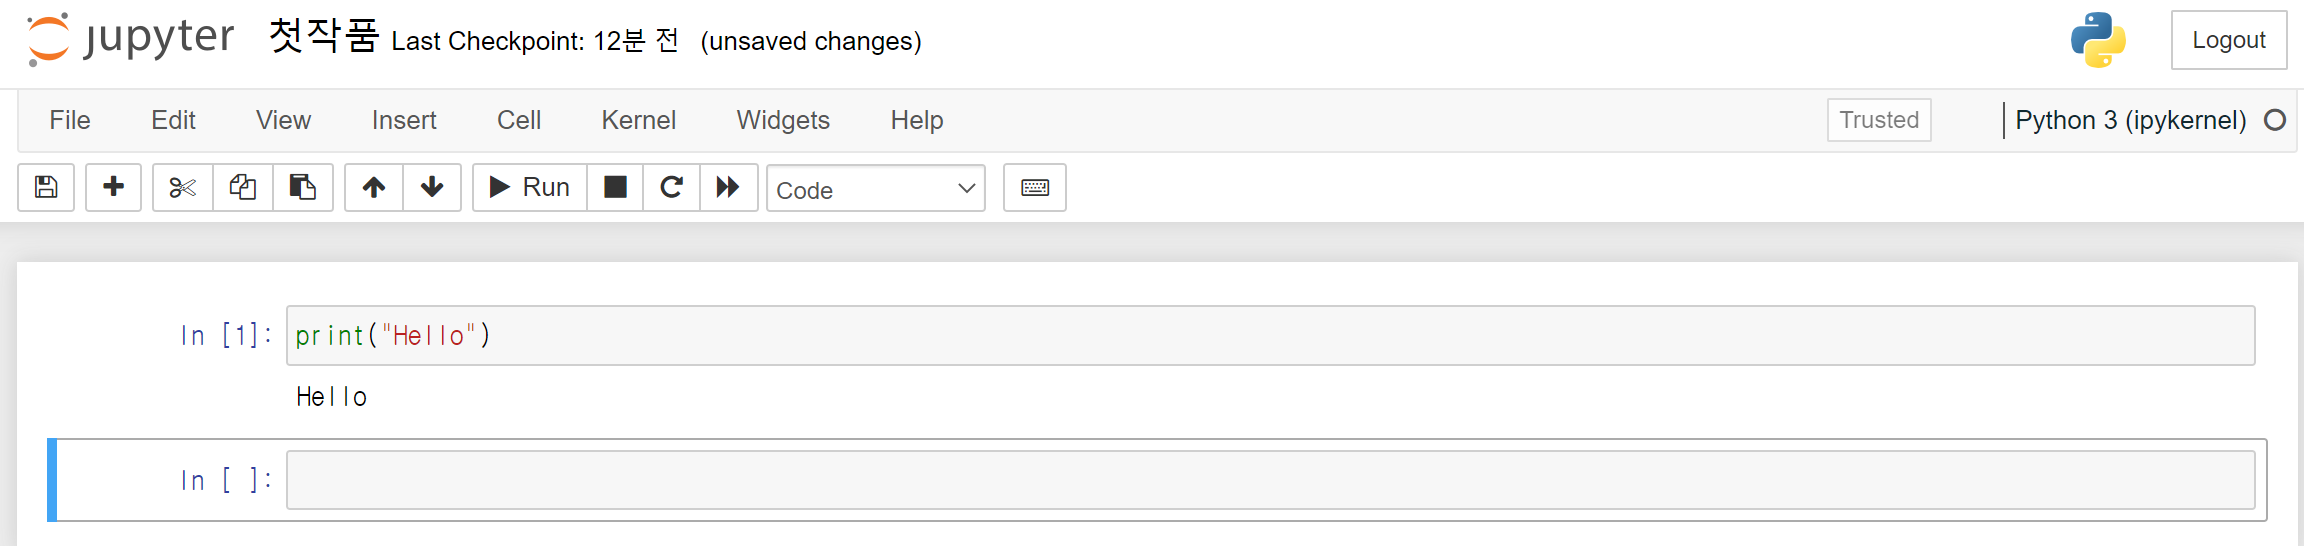 jupyter 첫작품 Last Checkpoint: 12분 전 (unsaved changes) Logout
File Edit View Insert Cell Kernel Widgets Help Trusted Python 3 (ipykernel)
Run Code
In [1]: print("Hello")
Hello
In [ ]: